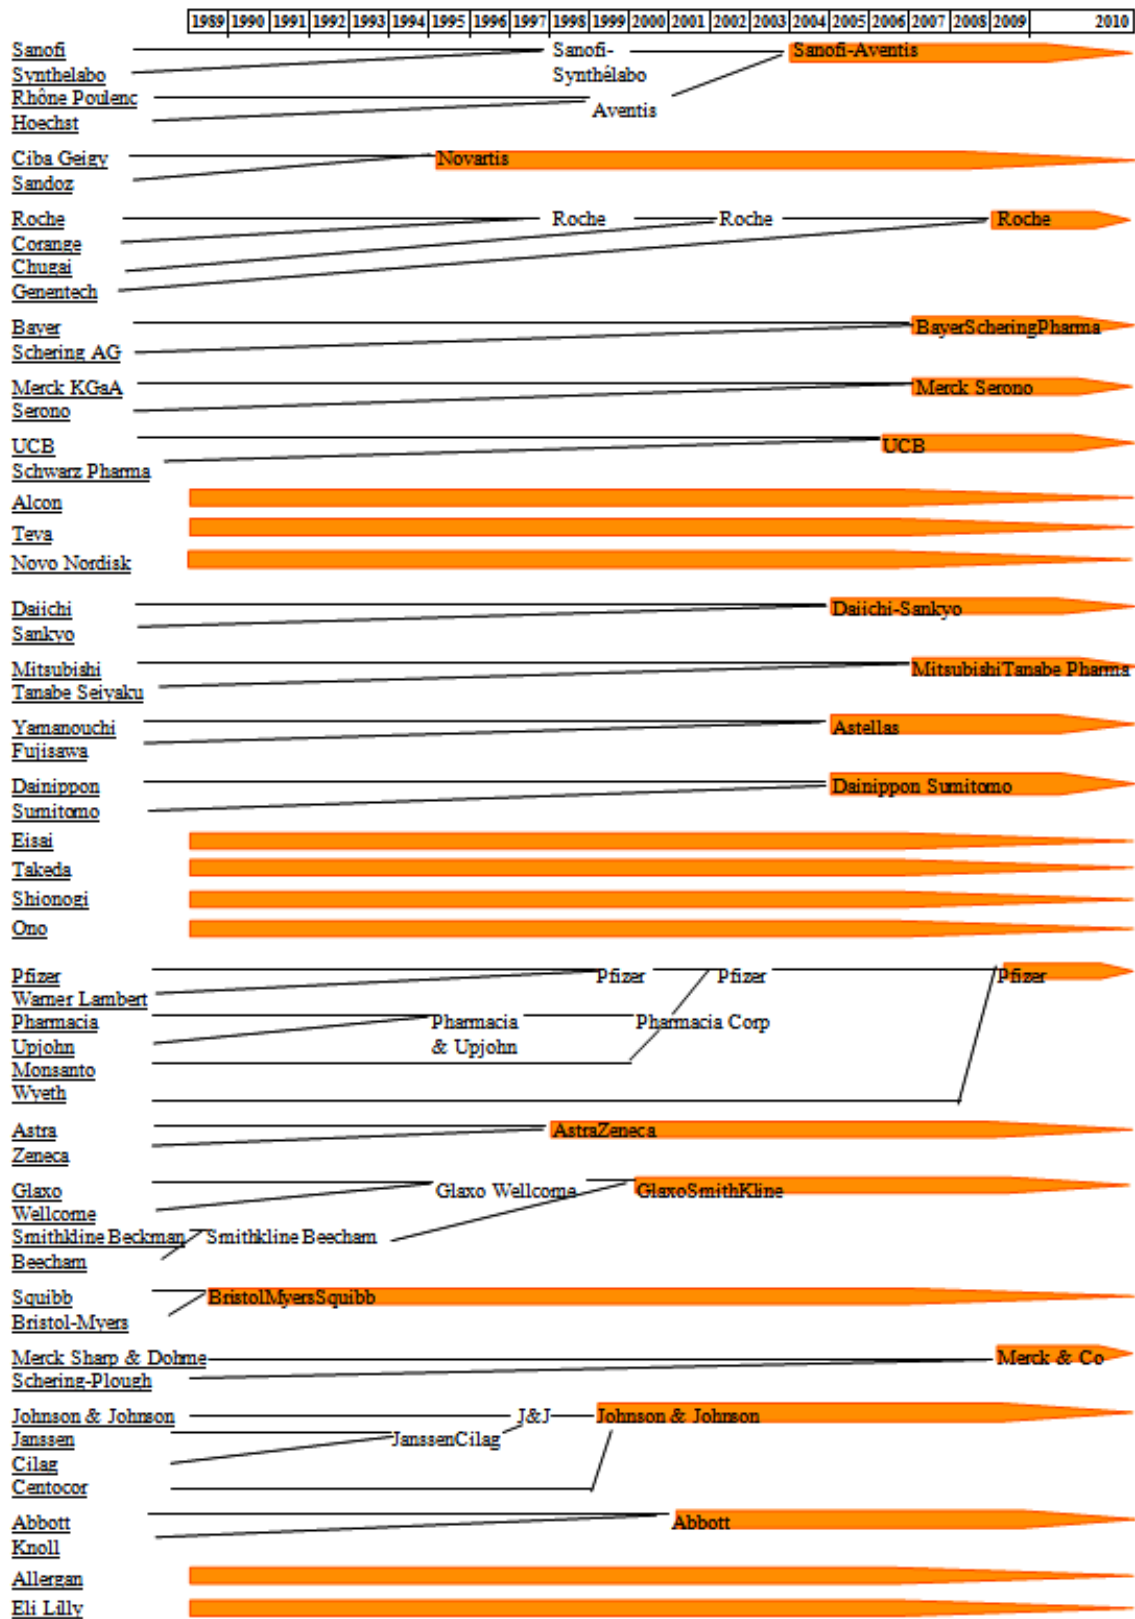 1989 1990 1991 1992 1993 1994 1995 1996 1997 1998 1999 2000 2001 2002 2003 2004 2005 2006 2007 2008 2009 2010
Sanofi Sanofi- Sanofi-Aventis
Synthelabo Synthélabo
Rhône Poulenc
Hoechst Aventis
Ciba Geigy Novartis
Sandoz
Roche Roche Roche Roche
Corange
Chugai
Genentech
Bayer BayerScheringPharma
Schering AG
Merck KGaA Merck Serono
Serono
UCB UCB
Schwarz Pharma
Alcon
Teva
Novo Nordisk
Daiichi Daiichi-Sankyo
Sankyo
Mitsubishi MitsubishiTanabe Pharma
Tanabe Seiyaku
Yamanouchi Astellas
Fujisawa
Dainippon Dainippon Sumitomo
Sumitomo
Eisai
Takeda
Shionogi
Ono
Pfizer Pfizer Pfizer Pfizer
Warner Lambert
Pharmacia Pharmacia Pharmacia Corp
Upjohn & Upjohn
Monsanto
Wyeth
Astra AstraZeneca
Zeneca
Glaxo Glaxo Wellcome GlaxoSmithKline
Wellcome
Smithkline Beckman Smithkline Beecham
Beecham
Squibb BristolMyersSquibb
Bristol-Myers
Merck Sharp & Dohme Merck & Co
Schering-Plough
Johnson & Johnson J&J Johnson & Johnson
Janssen JanssenCilag
Cilag
Centocor
Abbott Abbott
Knoll
Allergan
Eli Lilly